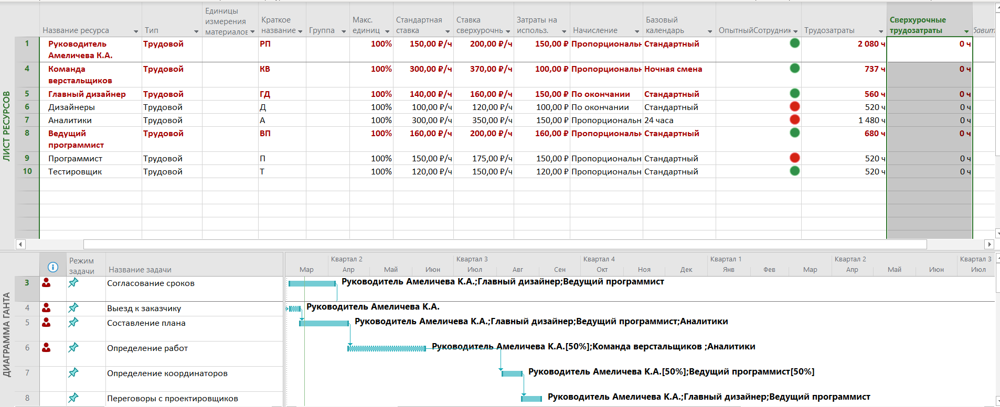 Название ресурса Тип Единицы измерения материалов Краткое название Группа Макс. единиц Стандартная ставка Ставка сверхурочнь Затраты на использ. Начисление Базовый календарь ОпытныйСотрудник Трудозатраты Сверхурочные трудозатраты бавит
1 Руководитель Амеличева К.А. Трудовой РП 100% 150,00 ₽/ч 200,00 ₽/ч 150,00 ₽ Пропорциональн Стандартный 2 080 ч 0 ч
4 Команда верстальщиков Трудовой КВ 100% 300,00 ₽/ч 370,00 ₽/ч 100,00 ₽ Пропорциональн Ночная смена 737 ч 0 ч
5 Главный дизайнер Трудовой ГД 100% 140,00 ₽/ч 160,00 ₽/ч 150,00 ₽ По окончании Стандартный 560 ч 0 ч
6 Дизайнеры Трудовой Д 100% 100,00 ₽/ч 120,00 ₽/ч 100,00 ₽ По окончании Стандартный 520 ч 0 ч
7 Аналитики Трудовой А 100% 300,00 ₽/ч 350,00 ₽/ч 150,00 ₽ Пропорциональн 24 часа 1 480 ч 0 ч
8 Ведущий программист Трудовой ВП 100% 160,00 ₽/ч 200,00 ₽/ч 160,00 ₽ Пропорциональн Стандартный 680 ч 0 ч
9 Программист Трудовой П 100% 150,00 ₽/ч 175,00 ₽/ч 150,00 ₽ Пропорциональн Стандартный 520 ч 0 ч
10 Тестировщик Трудовой Т 100% 120,00 ₽/ч 150,00 ₽/ч 120,00 ₽ Пропорциональн Стандартный 520 ч 0 ч
ЛИСТ РЕСУРСОВ
Режим задачи Название задачи
Квартал 2 Квартал 3 Квартал 4 Квартал 1 Квартал 2 Квартал 3
Мар Апр Май Июн Июл Авг Сен Окт Ноя Дек Янв Фев Мар Апр Май Июн Июл
3 Согласование сроков Руководитель Амеличева К.А.;Главный дизайнер;Ведущий программист
4 Выезд к заказчику Руководитель Амеличева К.А.
5 Составление плана Руководитель Амеличева К.А.;Главный дизайнер;Ведущий программист;Аналитики
6 Определение работ Руководитель Амеличева К.А.[50%];Команда верстальщиков ;Аналитики
7 Определение координаторов Руководитель Амеличева К.А.[50%];Ведущий программист[50%]
8 Переговоры с проектировщиков Руководитель Амеличева К.А.;Главный дизайнер;Ведущий программист
ДИАГРАММА ГАНТА